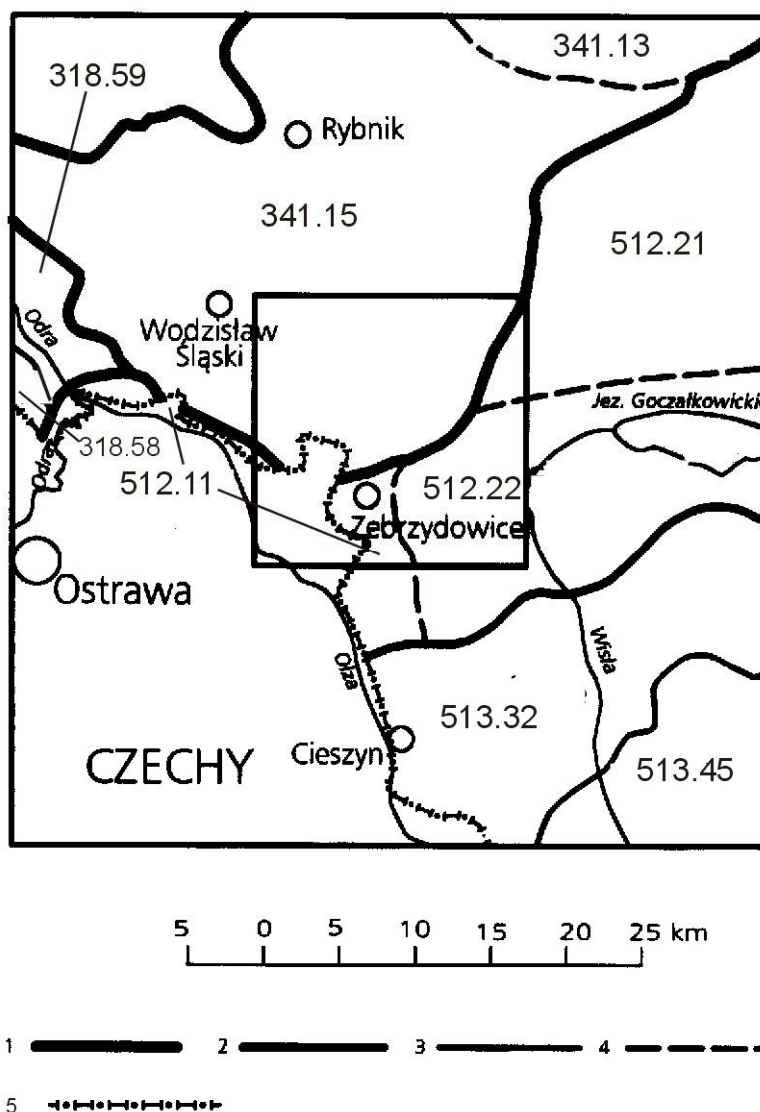 341.13
318.59
Rybnik
341.15
512.21
Odra
Wodzisław
Śląski
Jez. Goczałkowickie
318.58
Odra
512.11
512.22
Zebrzydowice
Ostrawa
Olza
Wisła
513.32
Cieszyn
CZECHY
513.45
5 0 5 10 15 20 25 km
1 2 3 4
5